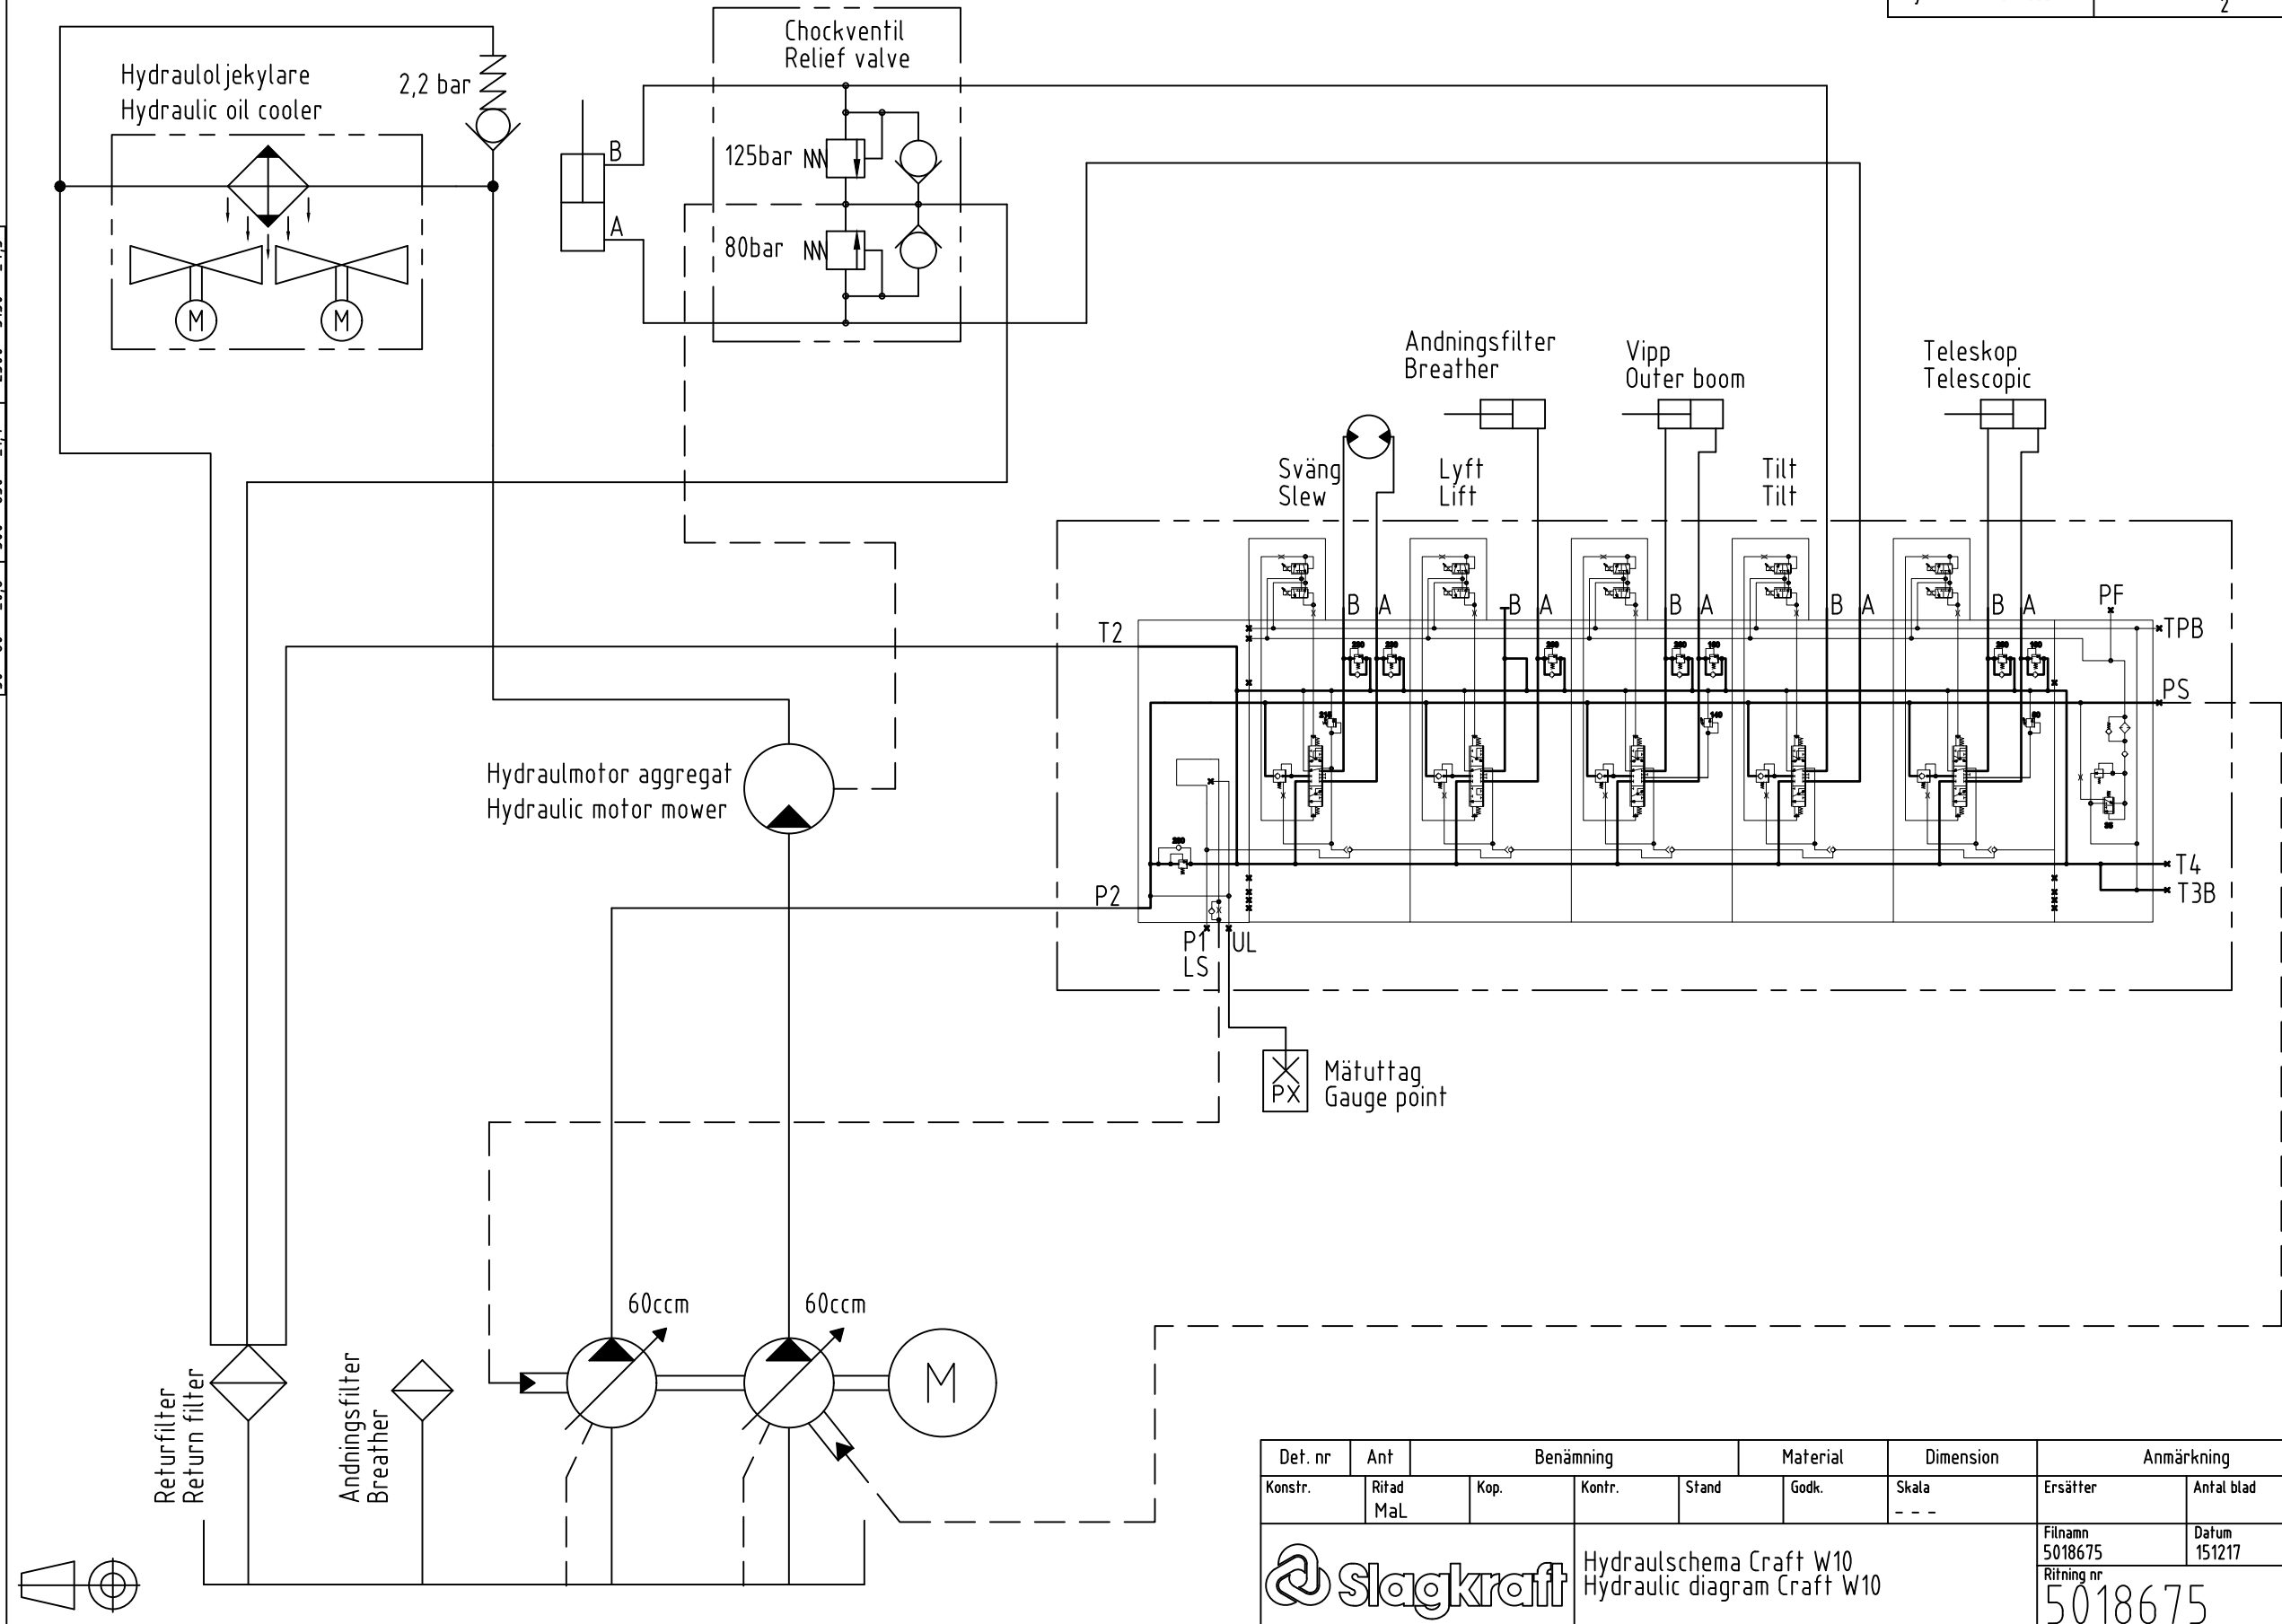 2
Chockventil
Relief valve
Hydrauloljekylare
Hydraulic oil cooler
2,2 bar
B
125bar
A
80bar
M
M
Andningsfilter
Breather
Vipp
Outer boom
Teleskop
Telescopic
Sväng
Slew
Lyft
Lift
Tilt
Tilt
B A
B A
B A
B A
B A
PF
T2
TPB
PS
Hydraulmotor aggregat
Hydraulic motor mower
P2
T4
T3B
P1 UL
LS
Mätuttag
Gauge point
PX
60ccm
60ccm
M
Returfilter
Return filter
Andningsfilter
Breather
Det. nr Ant Benämning Material Dimension Anmärkning
Konstr. Ritad Kop. Kontr. Stand Godk. Skala Ersätter Antal blad
MaL - - -
Filnamn Datum
5018675 151217
Slagkraft
Hydraulschema Craft W10
Hydraulic diagram Craft W10
Ritning nr
5018675